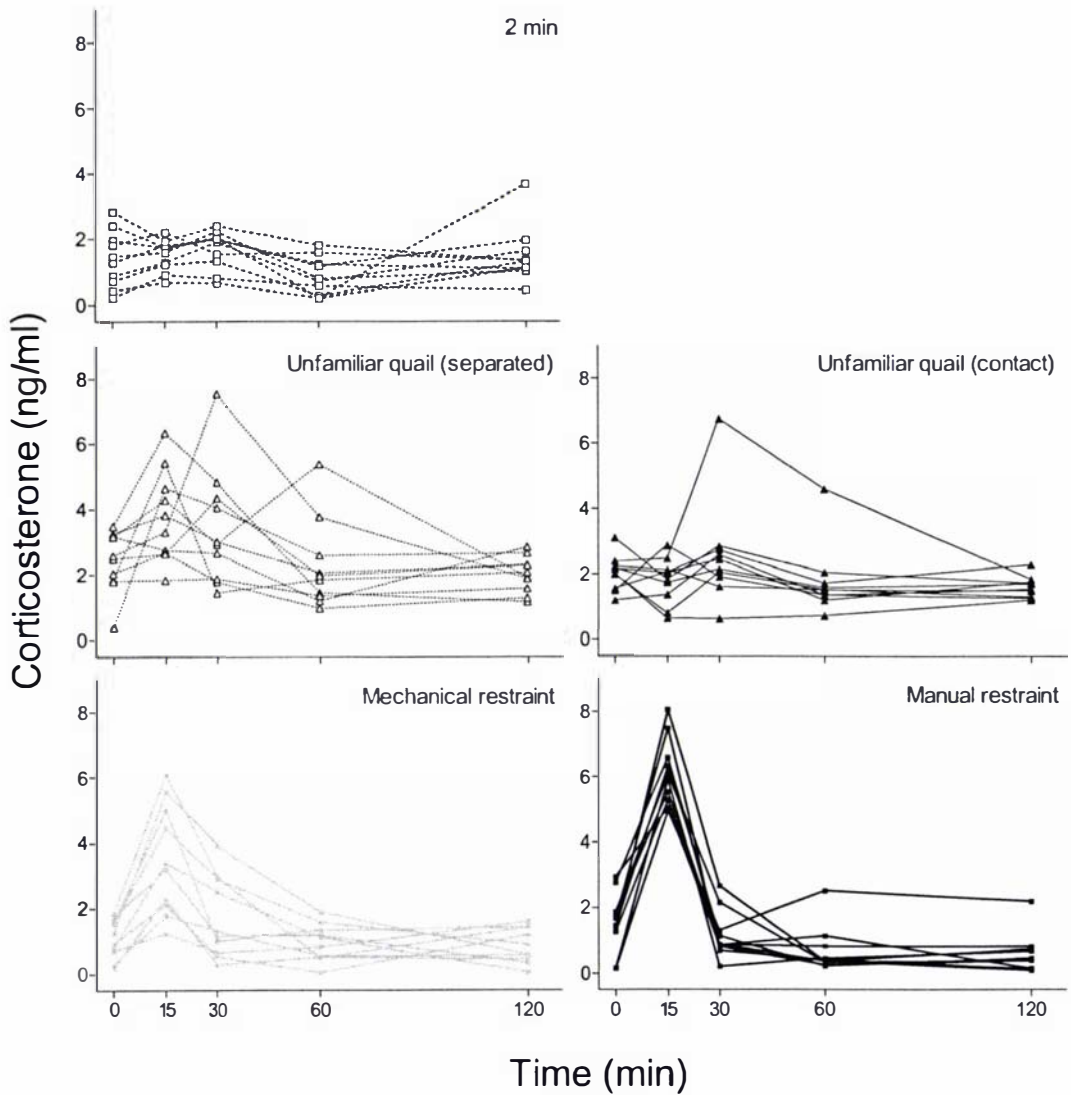 2 min
8
6
4
2
0
Unfamiliar quail (separated)
8
6
4
2
0
Unfamiliar quail (contact)
8
6
4
2
0
Corticosterone (ng/ml)
Mechanical restraint
8
6
4
2
0
0 15 30 60 120
Manual restraint
8
6
4
2
0
0 15 30 60 120
Time (min)